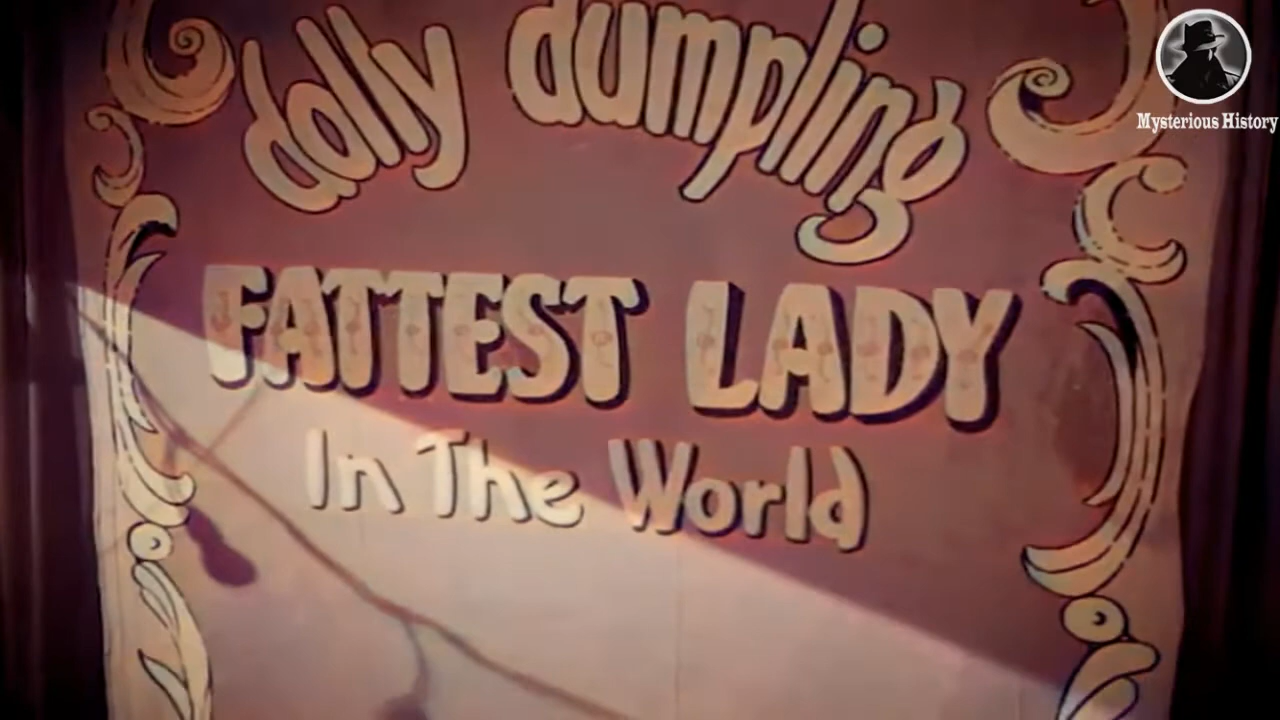 dolly dumpling
FATTEST LADY
In The World
Mysterious History